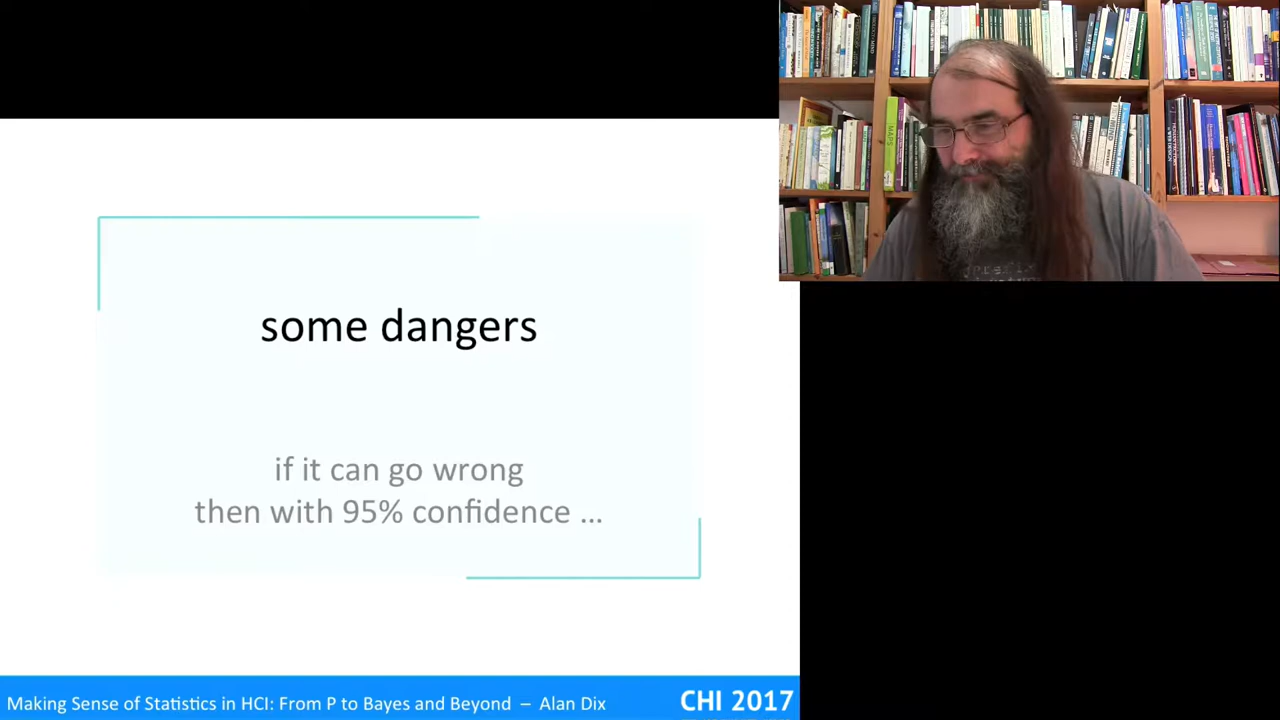 some dangers
if it can go wrong
then with 95% confidence ...
Making Sense of Statistics in HCI: From P to Bayes and Beyond – Alan Dix
CHI 2017
MAPS